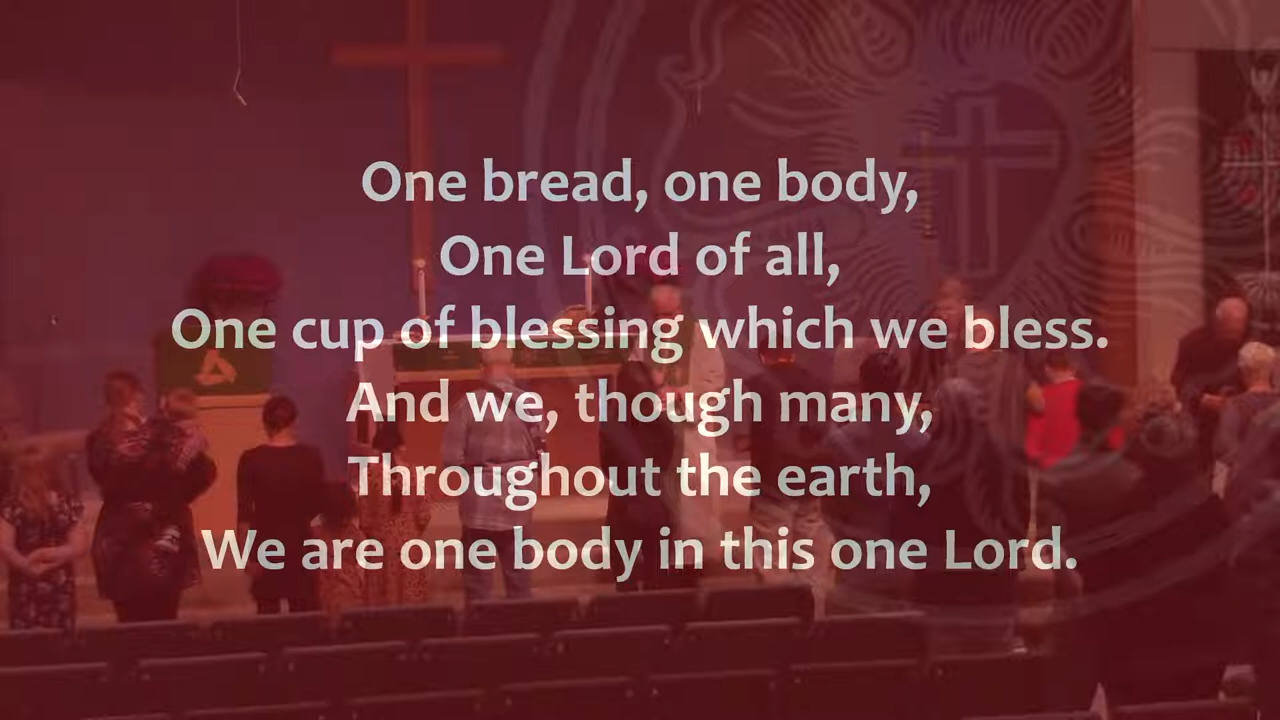 One bread, one body,
One Lord of all,
One cup of blessing which we bless.
And we, though many,
Throughout the earth,
We are one body in this one Lord.